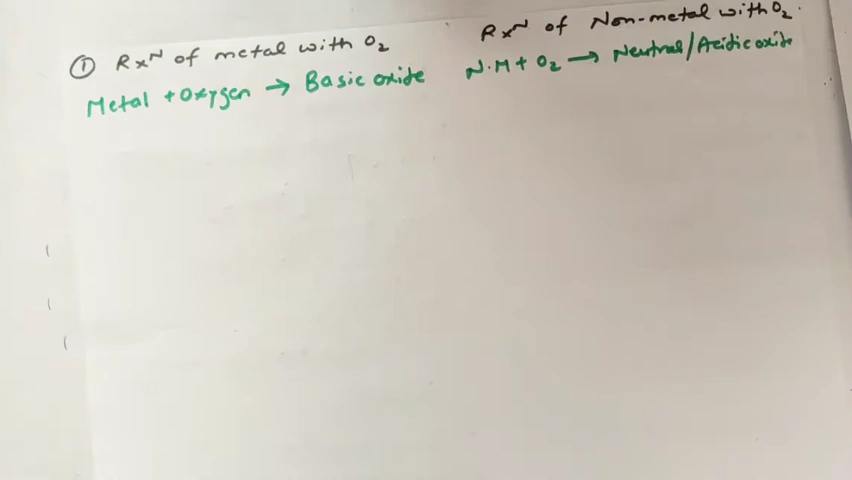 ① RxN of metal with O₂
Metal + Oxygen → Basic oxide
RxN of Non-metal with O₂.
N.M + O₂ → Neutral/Acidic oxide